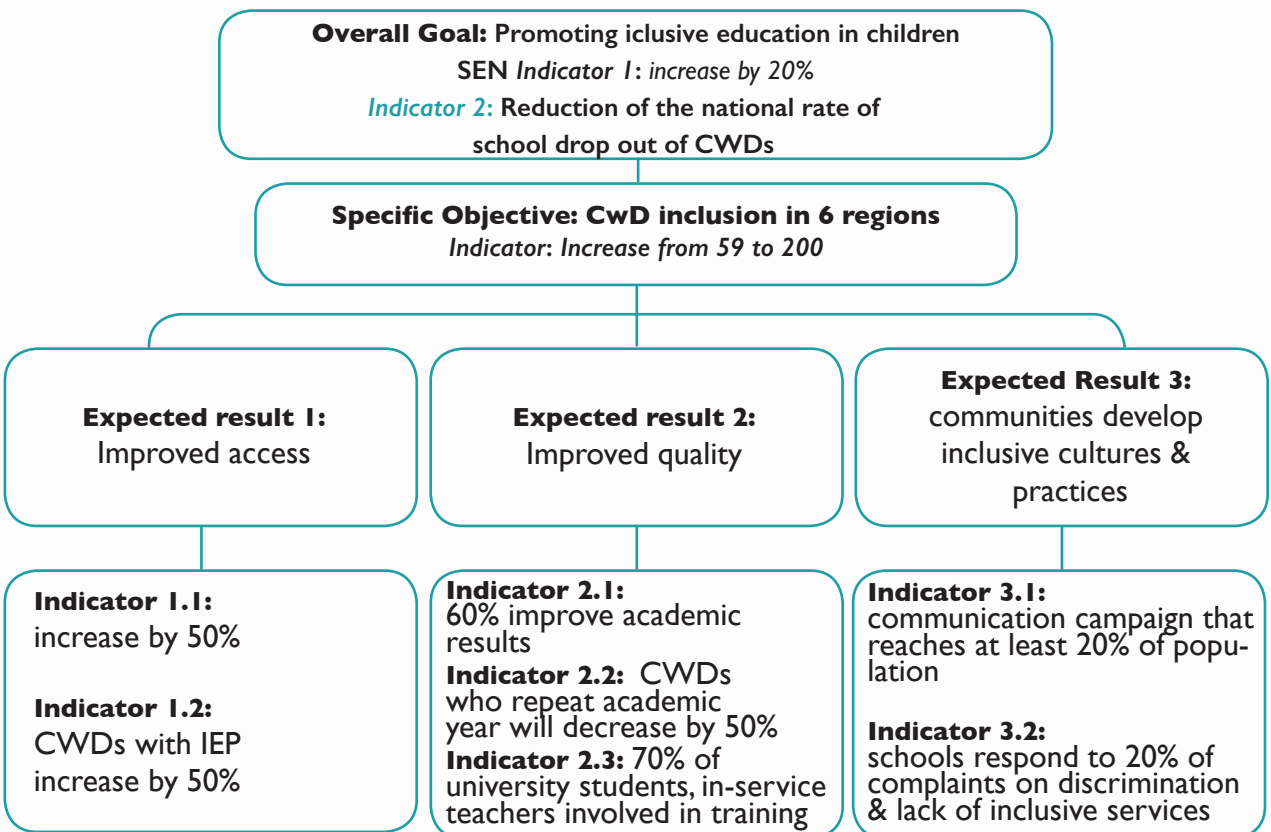 Overall Goal: Promoting iclusive education in children
SEN Indicator 1: increase by 20%
Indicator 2: Reduction of the national rate of
school drop out of CWDs
Specific Objective: CwD inclusion in 6 regions
Indicator: Increase from 59 to 200
Expected result 1:
Improved access
Expected result 2:
Improved quality
Expected Result 3:
communities develop
inclusive cultures &
practices
Indicator 1.1:
increase by 50%
Indicator 1.2:
CWDs with IEP
increase by 50%
Indicator 2.1:
60% improve academic
results
Indicator 2.2: CWDs
who repeat academic
year will decrease by 50%
Indicator 2.3: 70% of
university students, in-service
teachers involved in training
Indicator 3.1:
communication campaign that
reaches at least 20% of popu-
lation
Indicator 3.2:
schools respond to 20% of
complaints on discrimination
& lack of inclusive services